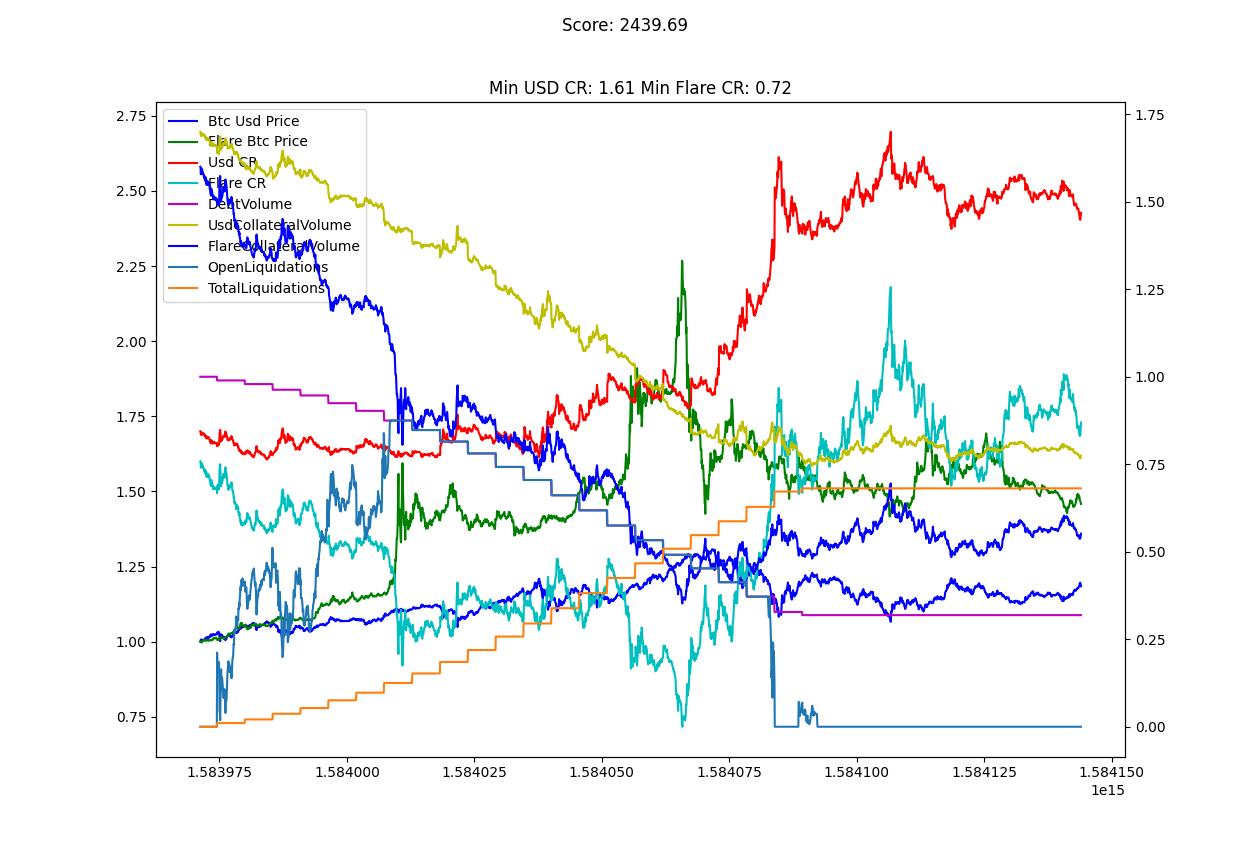 Score: 2439.69
Min USD CR: 1.61 Min Flare CR: 0.72
Btc Usd Price
Flare Btc Price
Usd CR
Flare CR
DebtVolume
UsdCollateralVolume
FlareCollateralVolume
OpenLiquidations
TotalLiquidations
2.75
2.50
2.25
2.00
1.75
1.50
1.25
1.00
0.75
1.75
1.50
1.25
1.00
0.75
0.50
0.25
0.00
1.583975 1.584000 1.584025 1.584050 1.584075 1.584100 1.584125 1.584150
1e15